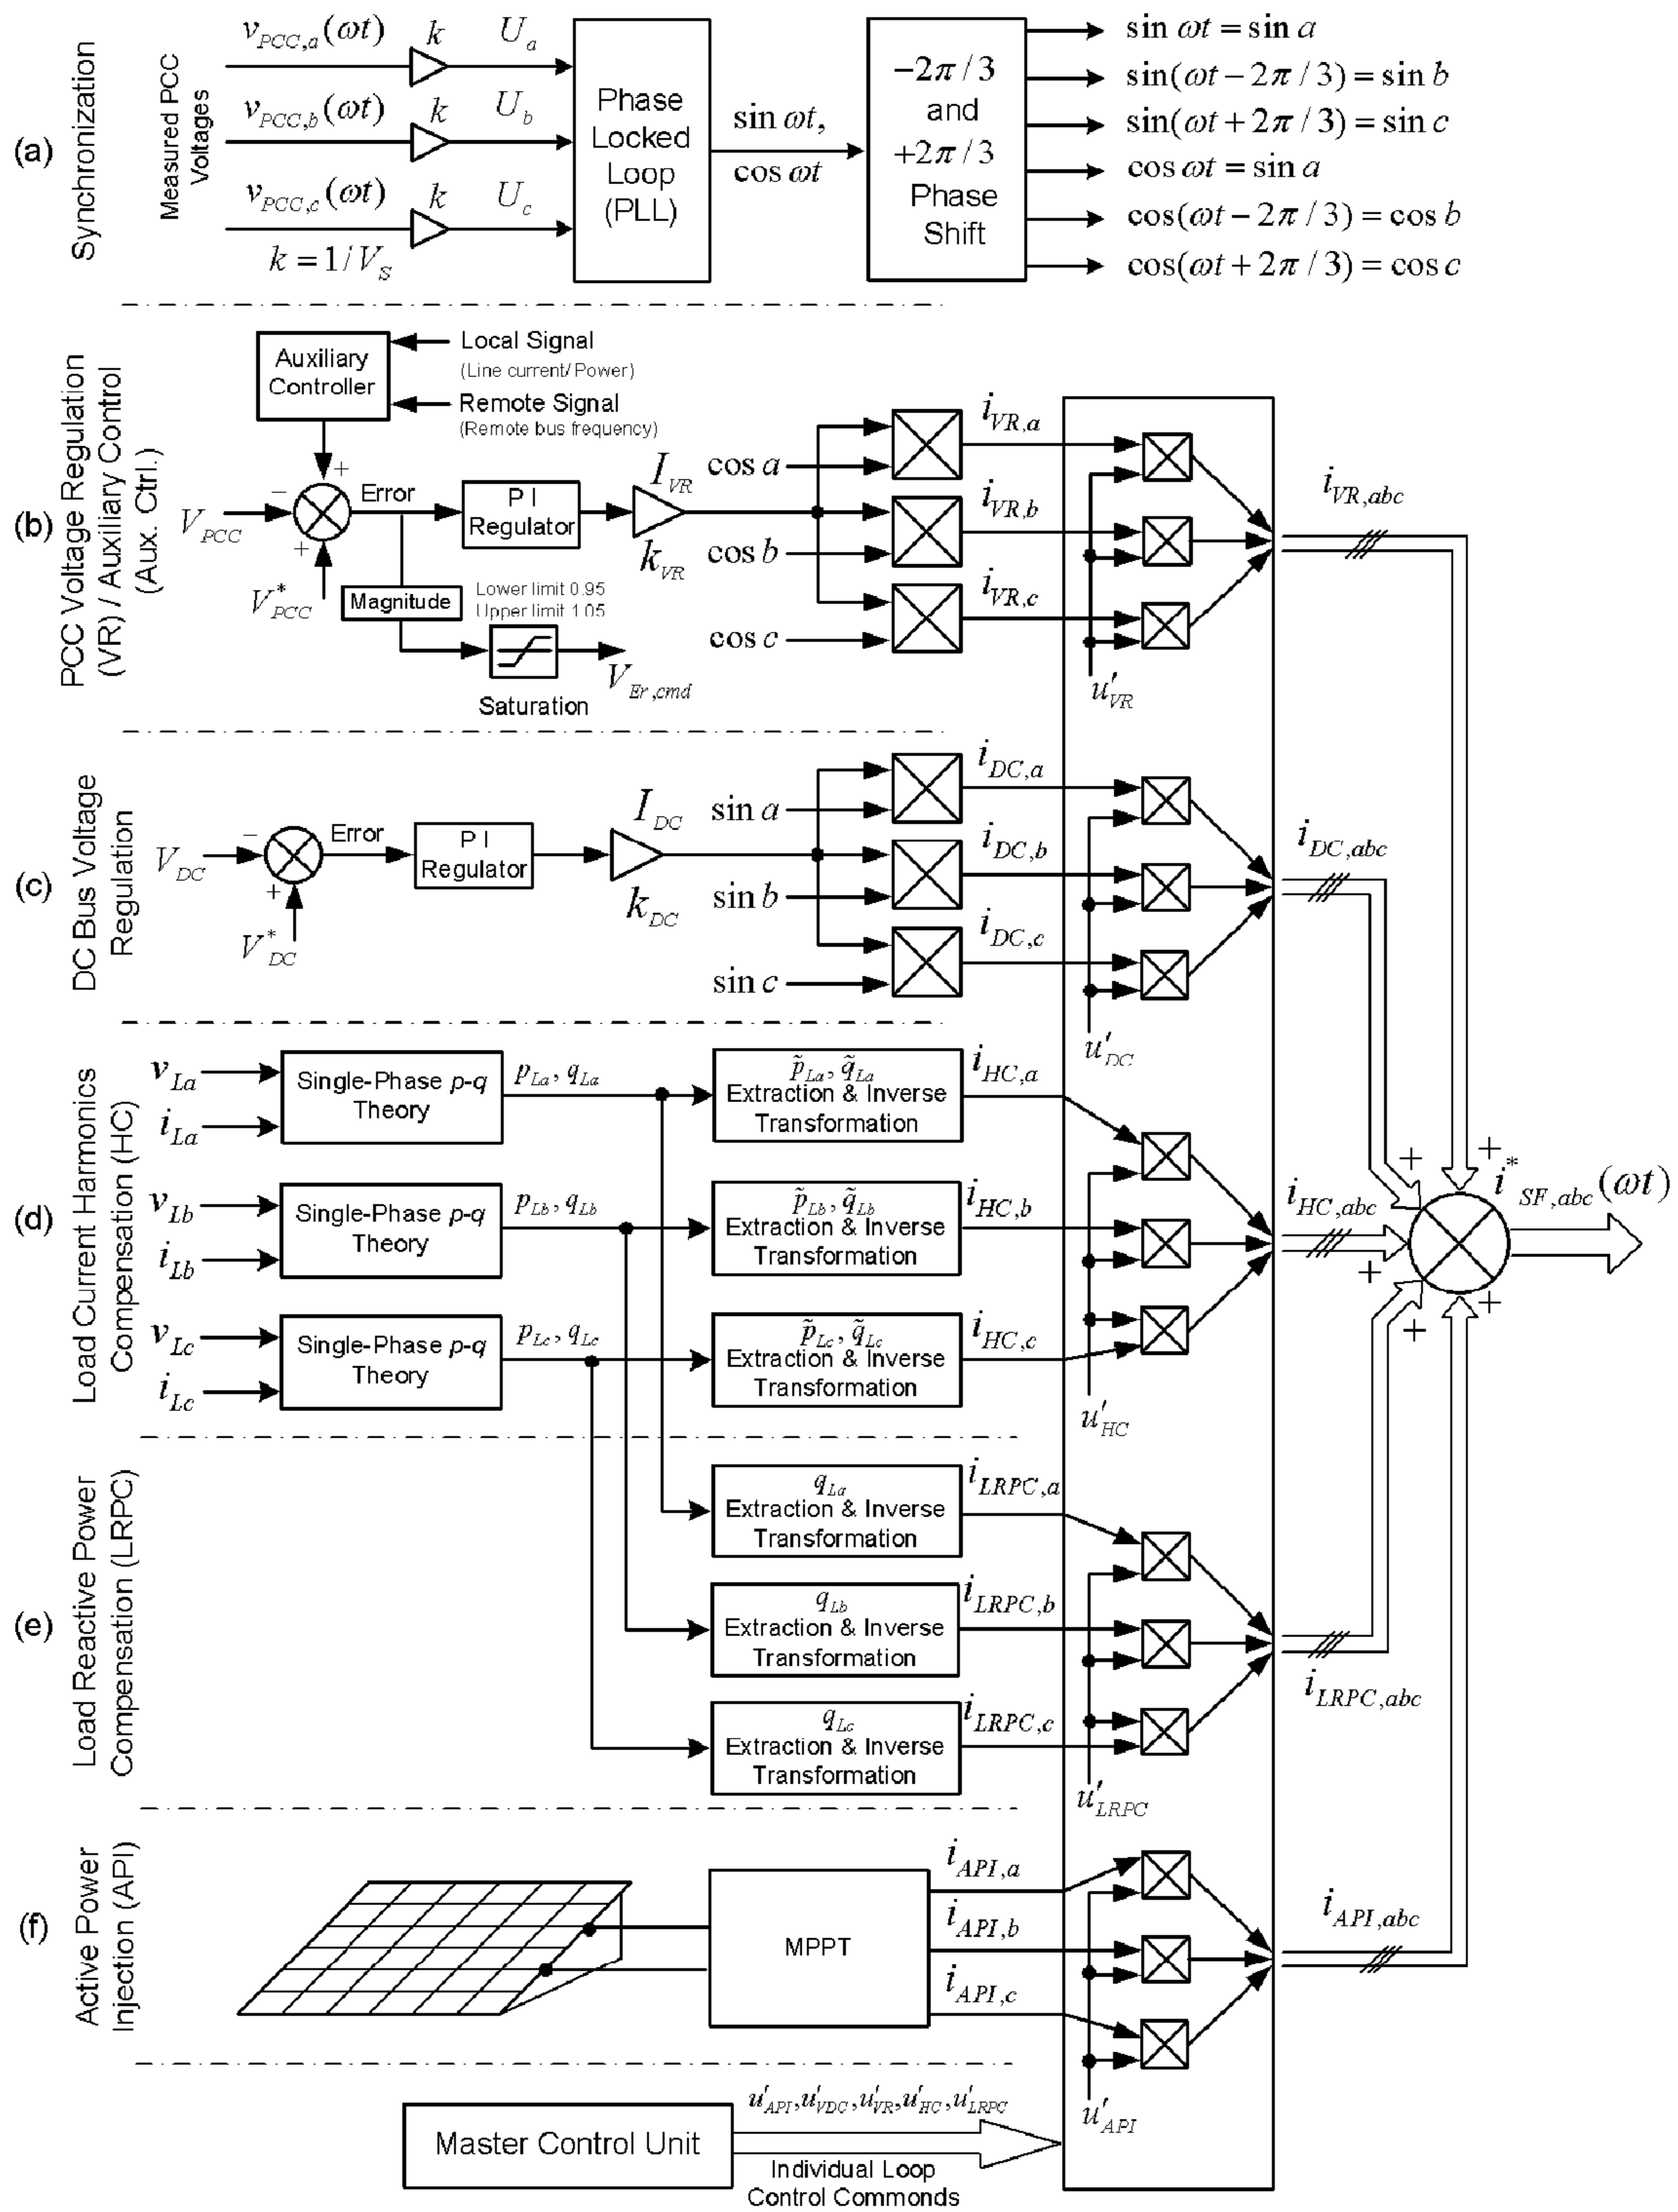 (a)
Synchronization
Measured PCC
Voltages
v_PCC,a(ωt)
k
U_a
v_PCC,b(ωt)
k
U_b
v_PCC,c(ωt)
k
U_c
k = 1/V_S
Phase
Locked
Loop
(PLL)
sin ωt,
cos ωt
−2π/3
and
+2π/3
Phase
Shift
sin ωt = sin a
sin(ωt − 2π/3) = sin b
sin(ωt + 2π/3) = sin c
cos ωt = sin a
cos(ωt − 2π/3) = cos b
cos(ωt + 2π/3) = cos c
(b)
PCC Voltage Regulation
(VR) / Auxiliary Control
(Aux. Ctrl.)
Auxiliary
Controller
Local Signal
(Line current/ Power)
Remote Signal
(Remote bus frequency)
+
−
+
V_PCC
V*_PCC
Error
P I
Regulator
I_VR
k_VR
Magnitude
Lower limit 0.95
Upper limit 1.05
Saturation
V_Er,cmd
cos a
cos b
cos c
i_VR,a
i_VR,b
i_VR,c
u'_VR
i_VR,abc
(c)
DC Bus Voltage
Regulation
V_DC
−
+
V*_DC
Error
P I
Regulator
I_DC
k_DC
sin a
sin b
sin c
i_DC,a
i_DC,b
i_DC,c
u'_DC
i_DC,abc
(d)
Load Current Harmonics
Compensation (HC)
v_La
i_La
Single-Phase p-q
Theory
p_La, q_La
p̃_La, q̃_La
Extraction & Inverse
Transformation
i_HC,a
v_Lb
i_Lb
Single-Phase p-q
Theory
p_Lb, q_Lb
p̃_Lb, q̃_Lb
Extraction & Inverse
Transformation
i_HC,b
v_Lc
i_Lc
Single-Phase p-q
Theory
p_Lc, q_Lc
p̃_Lc, q̃_Lc
Extraction & Inverse
Transformation
i_HC,c
u'_HC
i_HC,abc
+
+
+
+
+
i*_SF,abc(ωt)
(e)
Load Reactive Power
Compensation (LRPC)
q_La
Extraction & Inverse
Transformation
i_LRPC,a
q_Lb
Extraction & Inverse
Transformation
i_LRPC,b
q_Lc
Extraction & Inverse
Transformation
i_LRPC,c
u'_LRPC
i_LRPC,abc
(f)
Active Power
Injection (API)
MPPT
i_API,a
i_API,b
i_API,c
u'_API
i_API,abc
Master Control Unit
u'_API, u'_VDC, u'_VR, u'_HC, u'_LRPC
Individual Loop
Control Commonds